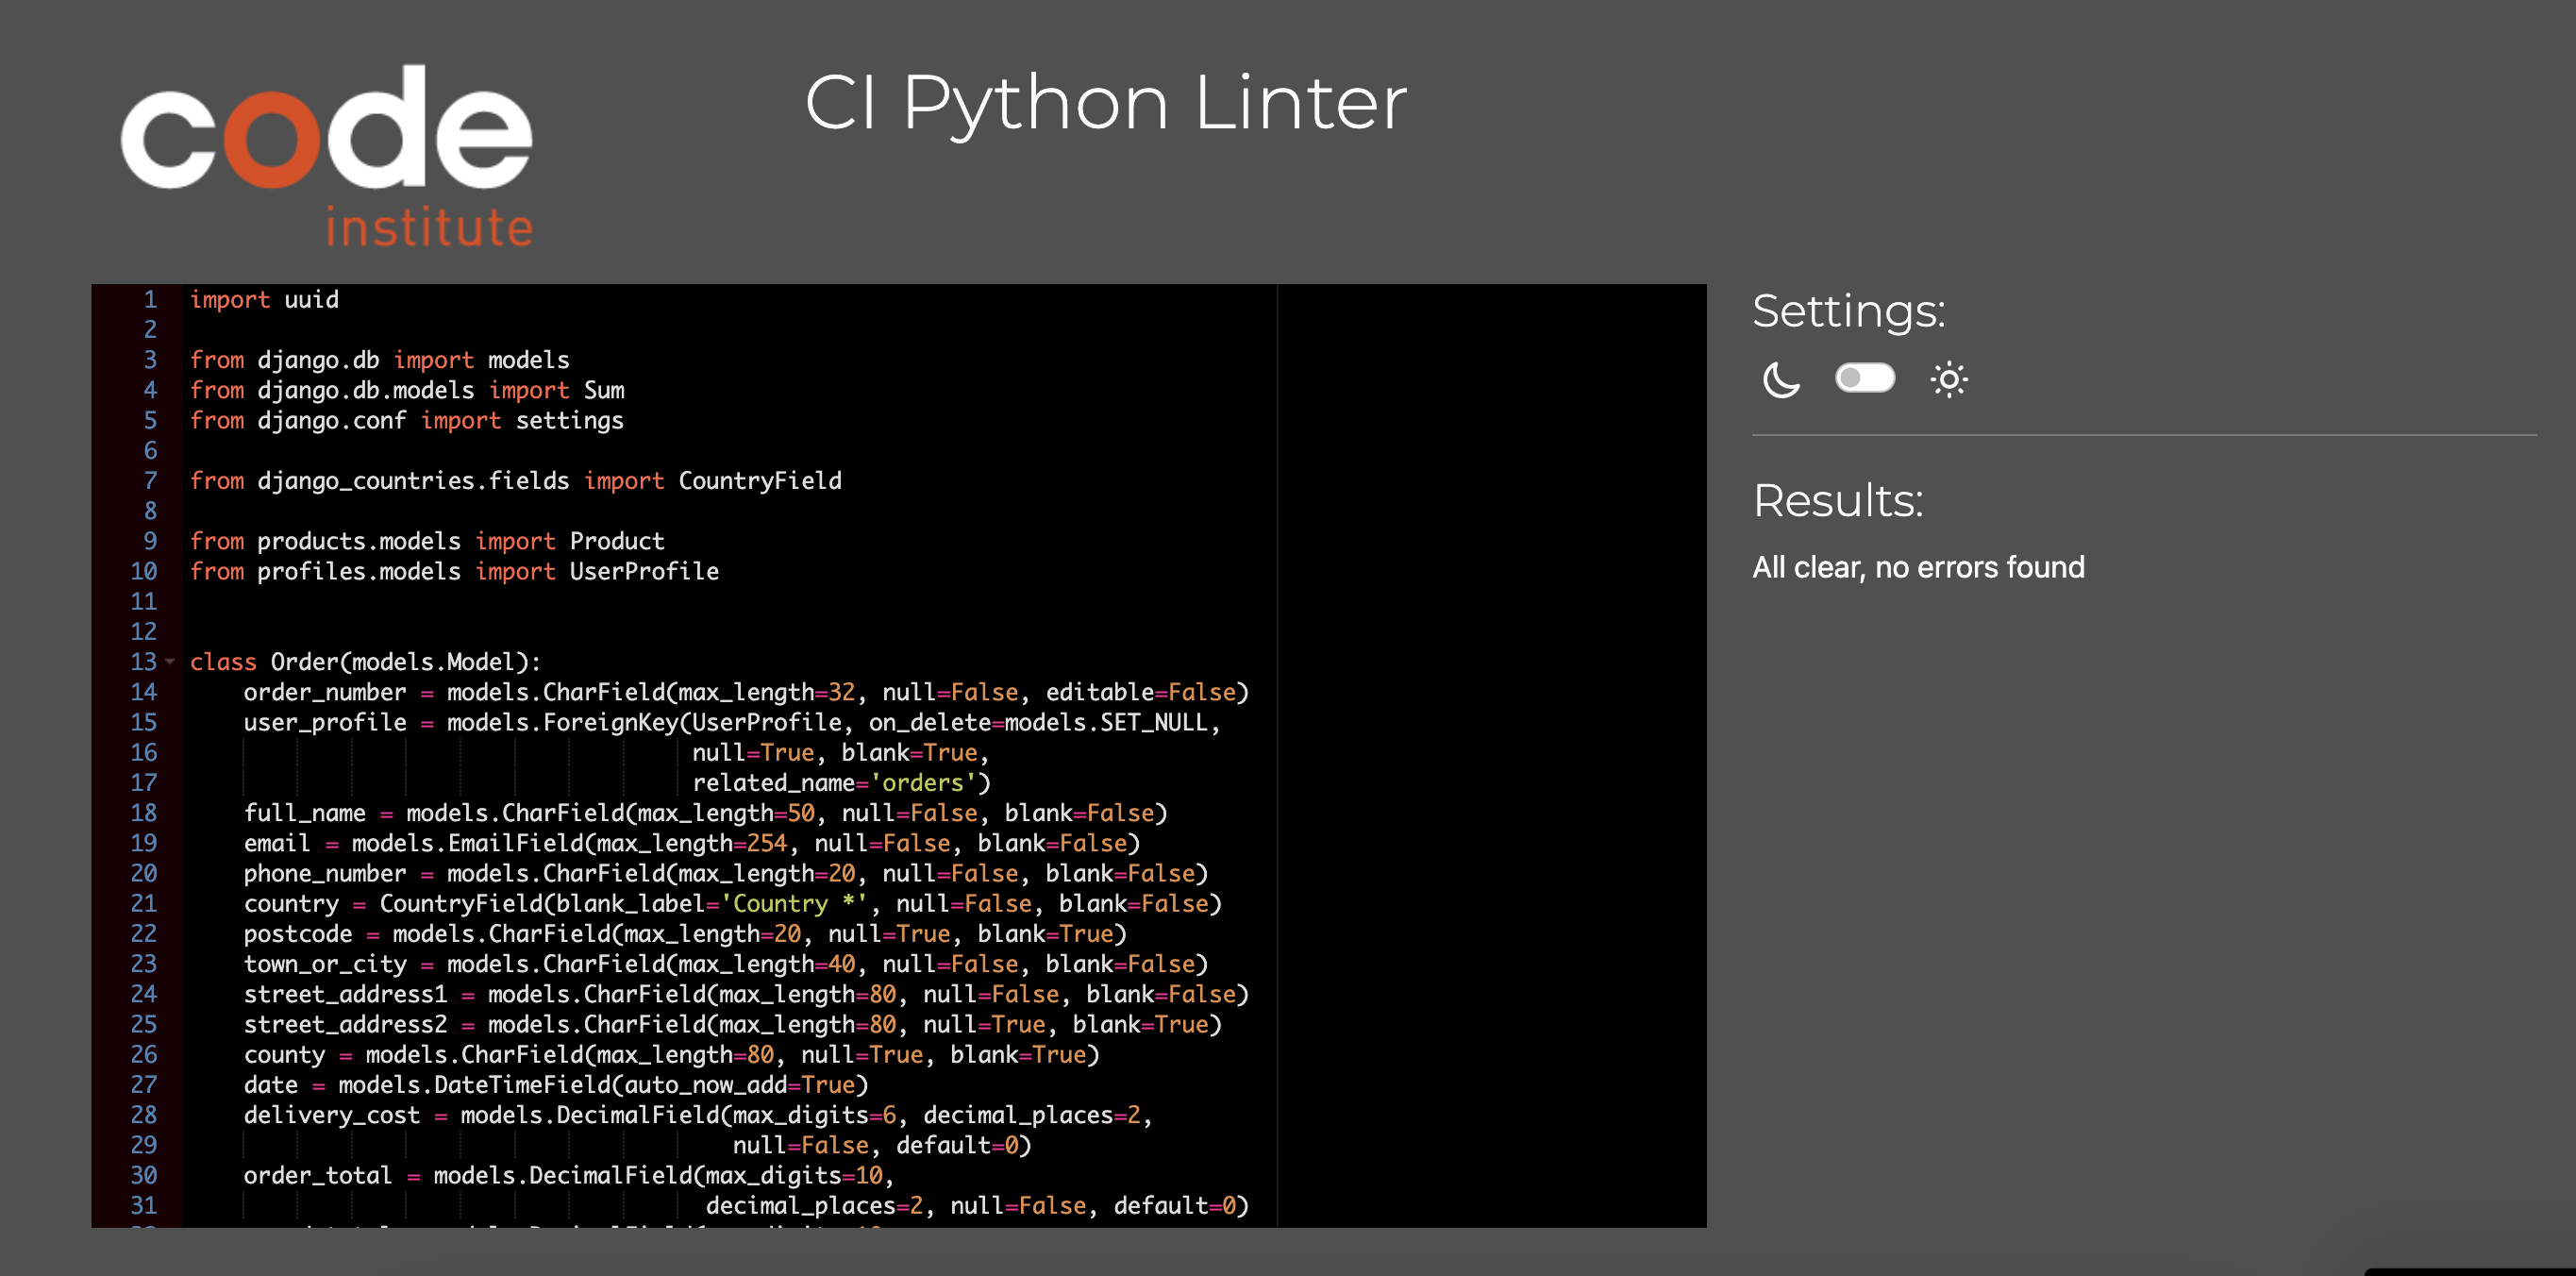 code
institute
CI Python Linter
1 import uuid
2
3 from django.db import models
4 from django.db.models import Sum
5 from django.conf import settings
6
7 from django_countries.fields import CountryField
8
9 from products.models import Product
10 from profiles.models import UserProfile
11
12
13 class Order(models.Model):
14     order_number = models.CharField(max_length=32, null=False, editable=False)
15     user_profile = models.ForeignKey(UserProfile, on_delete=models.SET_NULL,
16                                      null=True, blank=True,
17                                      related_name='orders')
18     full_name = models.CharField(max_length=50, null=False, blank=False)
19     email = models.EmailField(max_length=254, null=False, blank=False)
20     phone_number = models.CharField(max_length=20, null=False, blank=False)
21     country = CountryField(blank_label='Country *', null=False, blank=False)
22     postcode = models.CharField(max_length=20, null=True, blank=True)
23     town_or_city = models.CharField(max_length=40, null=False, blank=False)
24     street_address1 = models.CharField(max_length=80, null=False, blank=False)
25     street_address2 = models.CharField(max_length=80, null=True, blank=True)
26     county = models.CharField(max_length=80, null=True, blank=True)
27     date = models.DateTimeField(auto_now_add=True)
28     delivery_cost = models.DecimalField(max_digits=6, decimal_places=2,
29                                         null=False, default=0)
30     order_total = models.DecimalField(max_digits=10,
31                                       decimal_places=2, null=False, default=0)
Settings:
Results:
All clear, no errors found